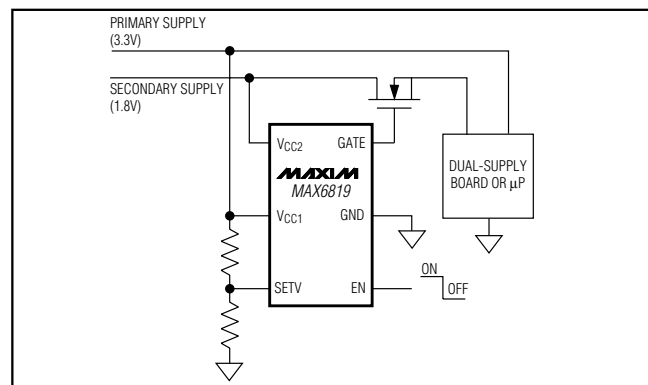 PRIMARY SUPPLY
(3.3V)
SECONDARY SUPPLY
(1.8V)
VCC2
GATE
MAXIM
MAX6819
VCC1
GND
SETV
EN
DUAL-SUPPLY
BOARD OR µP
ON
OFF